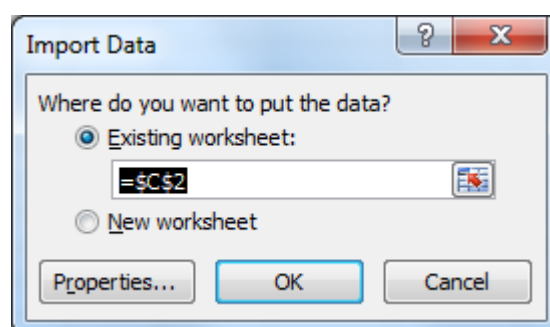 Import Data
Where do you want to put the data?
Existing worksheet:
=$C$2
New worksheet
Properties... OK Cancel